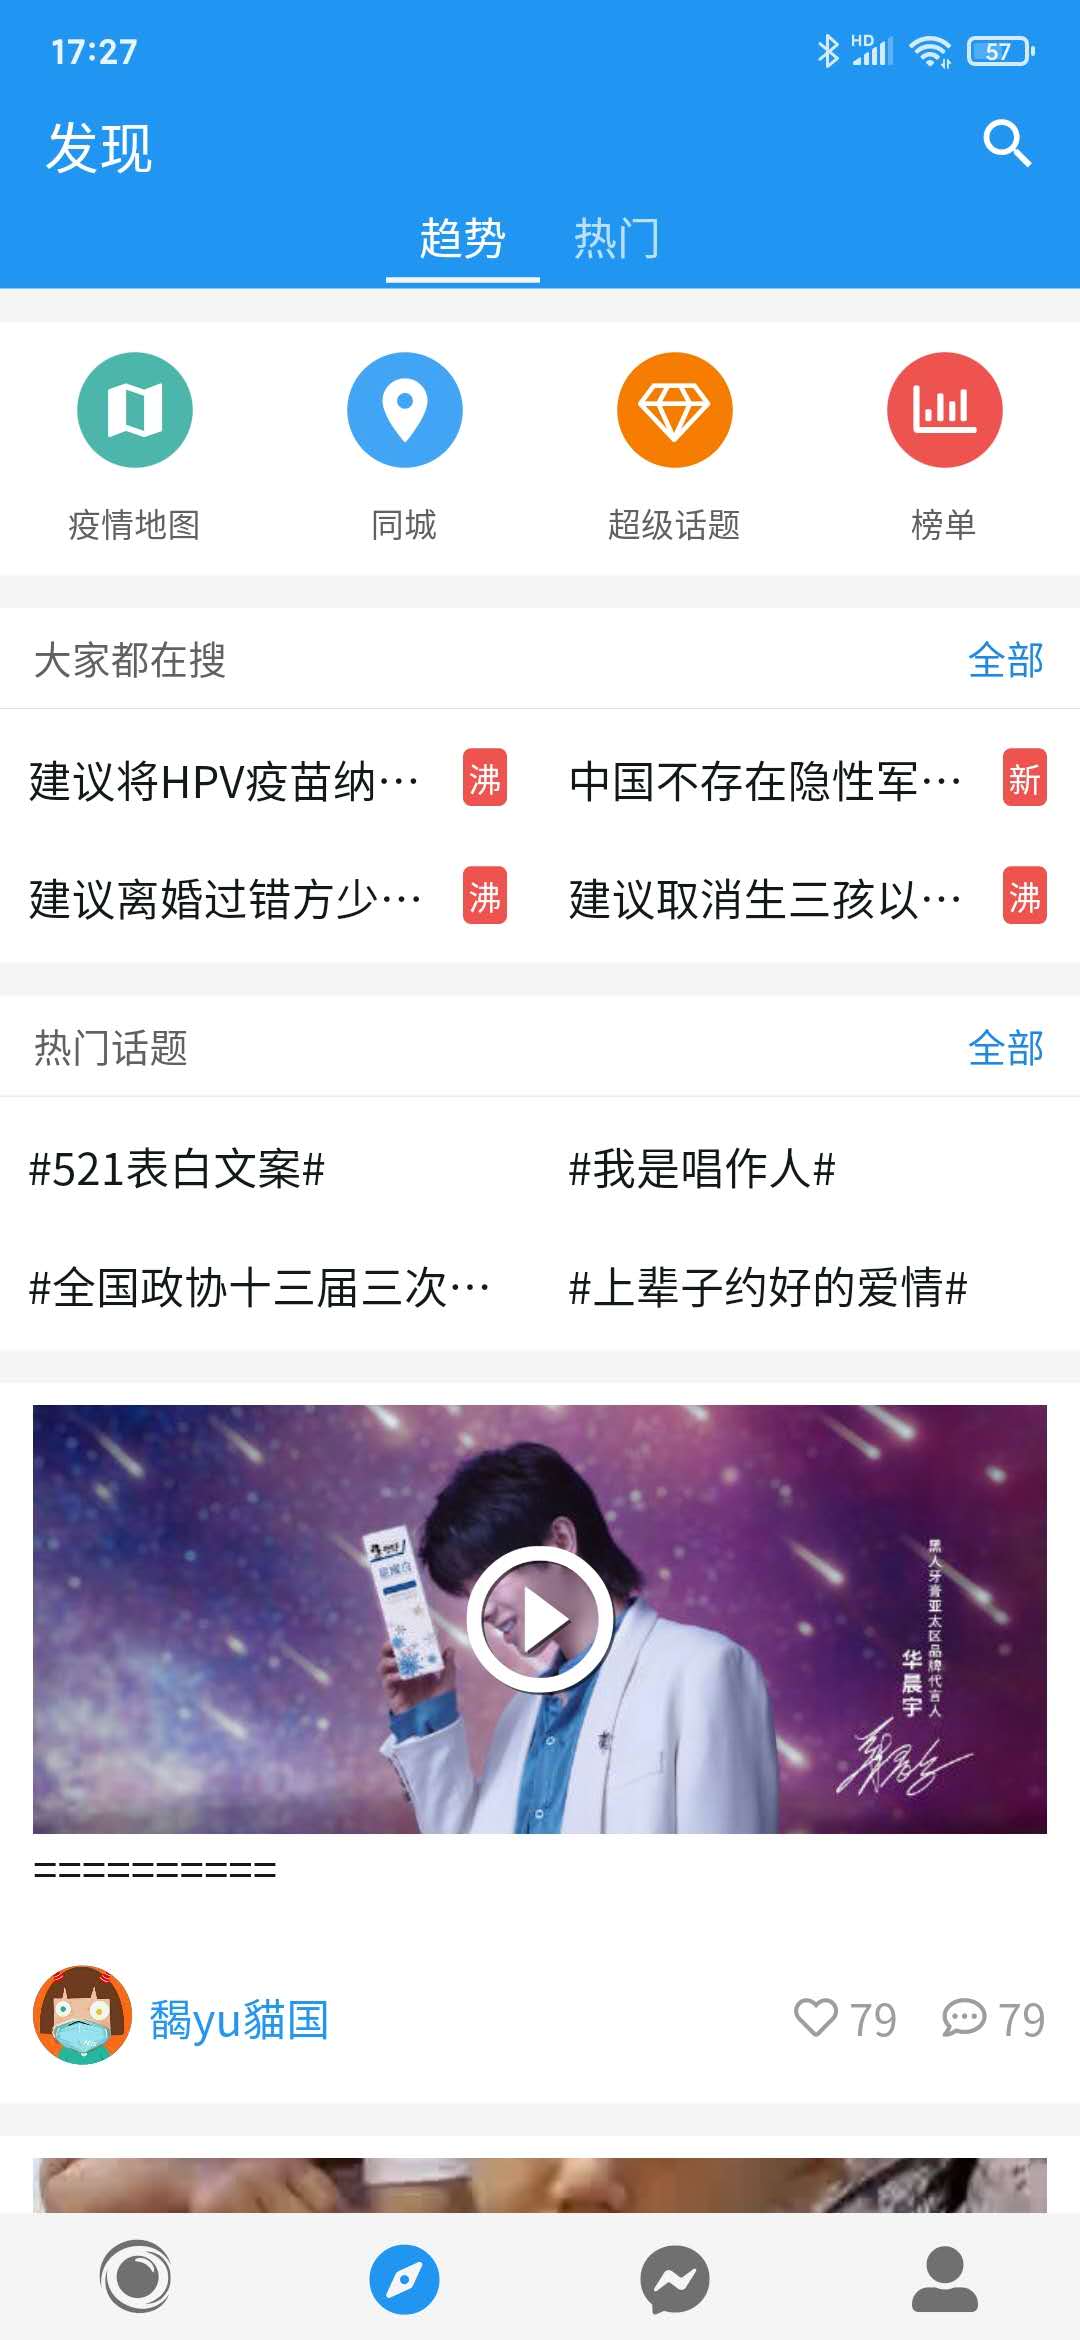 17:27
HD
57
发现
趋势
热门
疫情地图
同城
超级话题
榜单
大家都在搜
全部
建议将HPV疫苗纳… 沸
中国不存在隐性军… 新
建议离婚过错方少… 沸
建议取消生三孩以… 沸
热门话题
全部
#521表白文案#
#我是唱作人#
#全国政协十三届三次…
#上辈子约好的爱情#
黑人牙膏亚太区品牌代言人
华晨宇
==========
鶡yu貓国
79
79